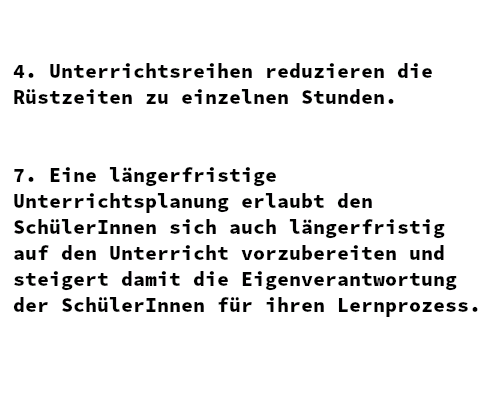 4. Unterrichtsreihen reduzieren die
Rüstzeiten zu einzelnen Stunden.
7. Eine längerfristige
Unterrichtsplanung erlaubt den
SchülerInnen sich auch längerfristig
auf den Unterricht vorzubereiten und
steigert damit die Eigenverantwortung
der SchülerInnen für ihren Lernprozess.